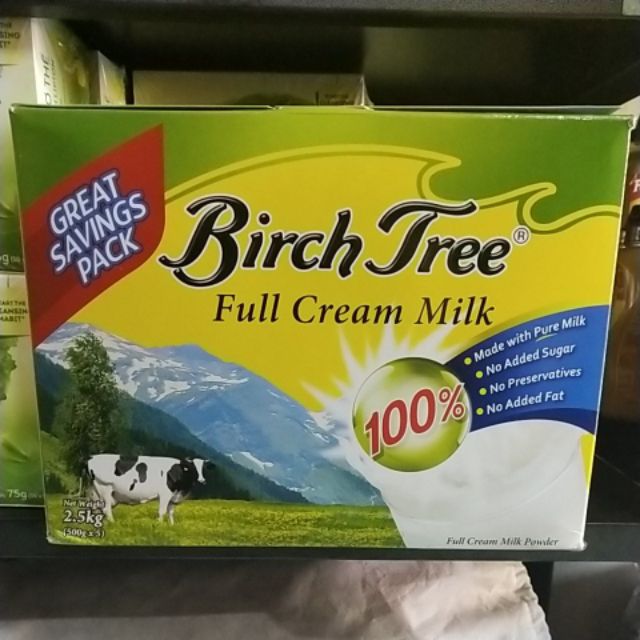 GREAT
SAVINGS
PACK
Birch Tree®
Full Cream Milk
100%
• Made with Pure Milk
• No Added Sugar
• No Preservatives
• No Added Fat
Net Weight
2.5kg
(500g x 5)
Full Cream Milk Powder
75g